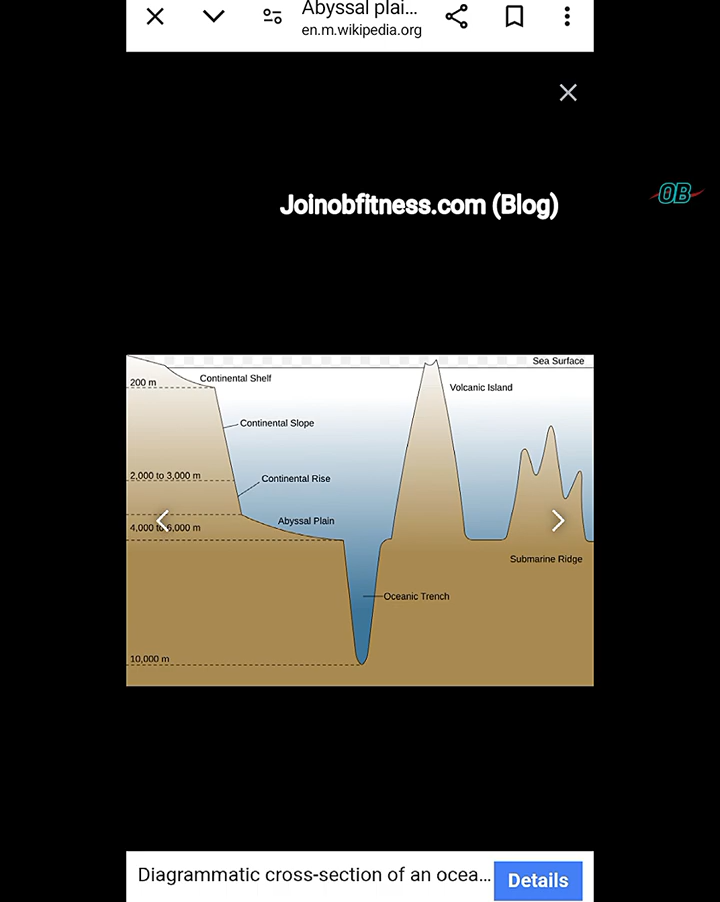 Abyssal plai...
en.m.wikipedia.org
OB
Joinobfitness.com (Blog)
Sea Surface
Continental Shelf
200 m
Volcanic Island
Continental Slope
2,000 to 3,000 m
Continental Rise
Abyssal Plain
4,000 to 6,000 m
Submarine Ridge
Oceanic Trench
10,000 m
Diagrammatic cross-section of an ocea...
Details